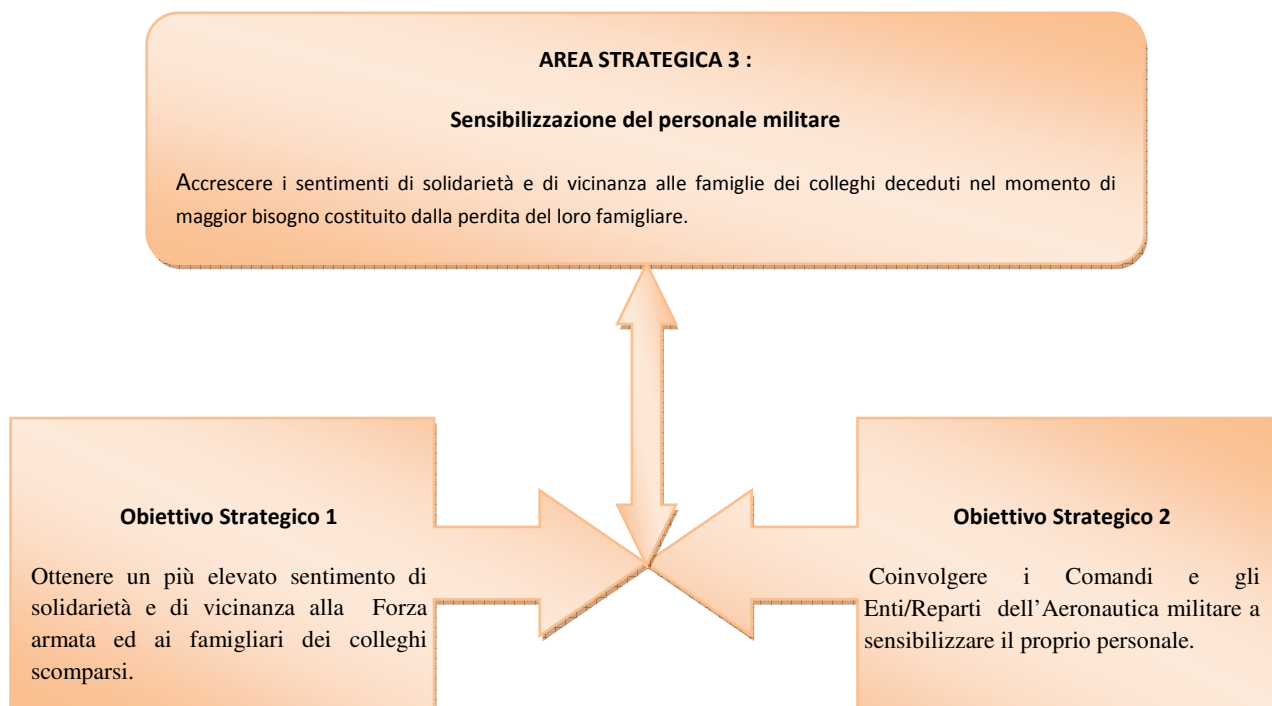 AREA STRATEGICA 3 :
Sensibilizzazione del personale militare
Accrescere i sentimenti di solidarietà e di vicinanza alle famiglie dei colleghi deceduti nel momento di
maggior bisogno costituito dalla perdita del loro famigliare.
Obiettivo Strategico 1
Ottenere un più elevato sentimento di
solidarietà e di vicinanza alla Forza
armata ed ai famigliari dei colleghi
scomparsi.
Obiettivo Strategico 2
Coinvolgere i Comandi e gli
Enti/Reparti dell’Aeronautica militare a
sensibilizzare il proprio personale.